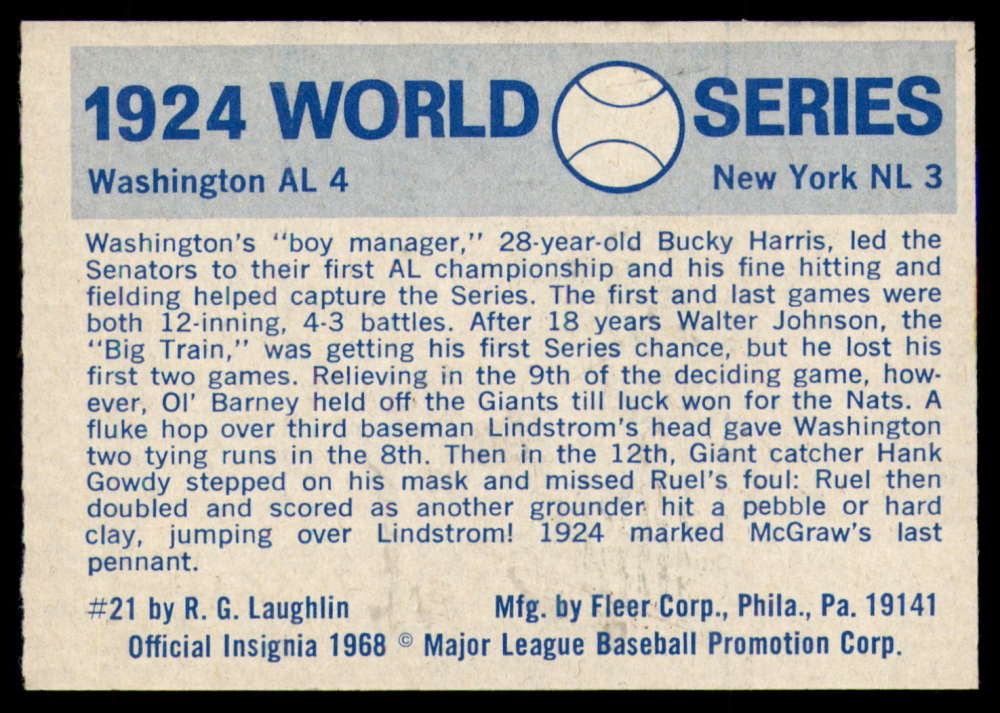 1924 WORLD SERIES
Washington AL 4 New York NL 3
Washington's "boy manager," 28-year-old Bucky Harris, led the
Senators to their first AL championship and his fine hitting and
fielding helped capture the Series. The first and last games were
both 12-inning, 4-3 battles. After 18 years Walter Johnson, the
"Big Train," was getting his first Series chance, but he lost his
first two games. Relieving in the 9th of the deciding game, how-
ever, Ol' Barney held off the Giants till luck won for the Nats. A
fluke hop over third baseman Lindstrom's head gave Washington
two tying runs in the 8th. Then in the 12th, Giant catcher Hank
Gowdy stepped on his mask and missed Ruel's foul: Ruel then
doubled and scored as another grounder hit a pebble or hard
clay, jumping over Lindstrom! 1924 marked McGraw's last
pennant.
#21 by R. G. Laughlin Mfg. by Fleer Corp., Phila., Pa. 19141
Official Insignia 1968 © Major League Baseball Promotion Corp.